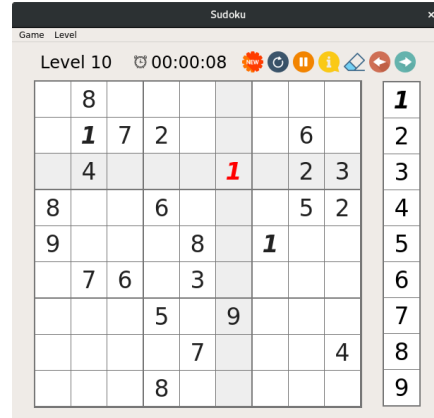 Sudoku ×
Game Level
Level 10 00:00:08 NEW i
8 1
1 7 2 6 2
4 1 2 3 3
8 6 5 2 4
9 8 1 5
7 6 3 6
5 9 7
7 4 8
8 9